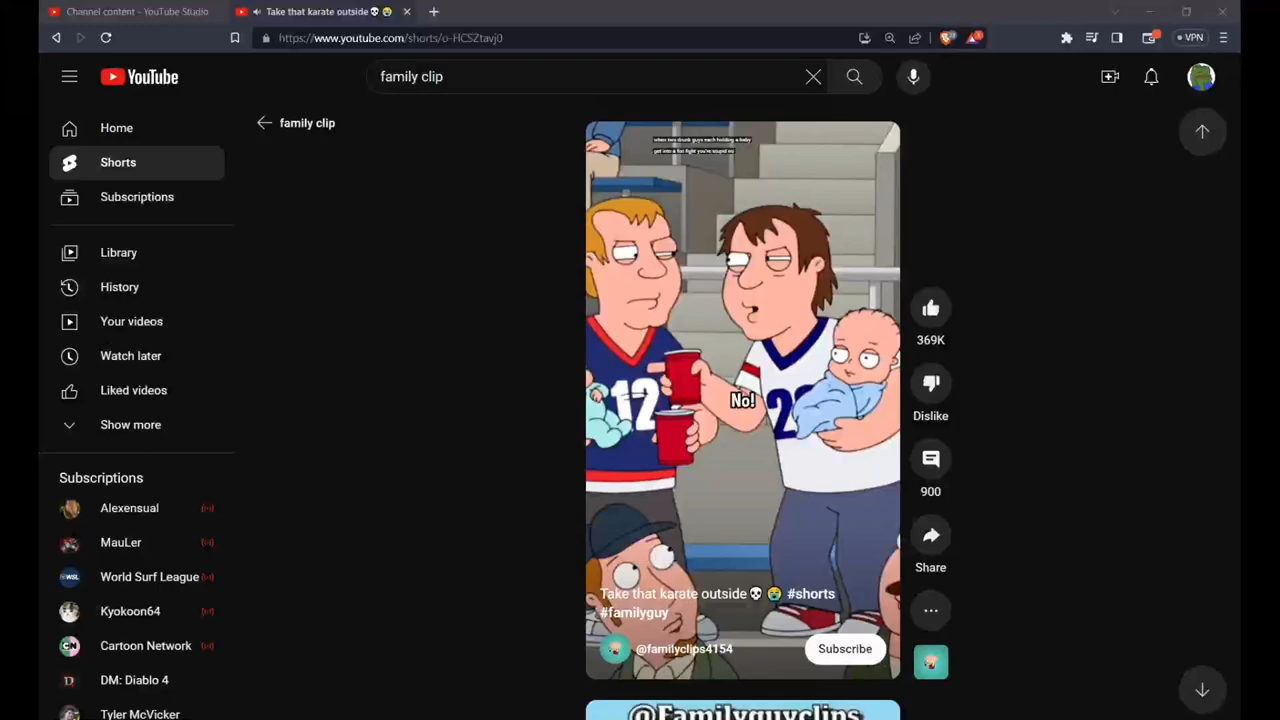 Channel content - YouTube Studio
Take that karate outside💀😭
https://www.youtube.com/shorts/o-HCSZtavj0
VPN
YouTube
family clip
Home
family clip
Shorts
Subscriptions
Library
History
Your videos
Watch later
Liked videos
Show more
Subscriptions
Alexensual
MauLer
World Surf League
Kyokoon64
Cartoon Network
DM: Diablo 4
Tyler McVicker
12
No!
2
369K
Dislike
900
Share
Take that karate outside💀😭 #shorts
#familyguy
@familyclips4154
Subscribe
@Familyguyclips